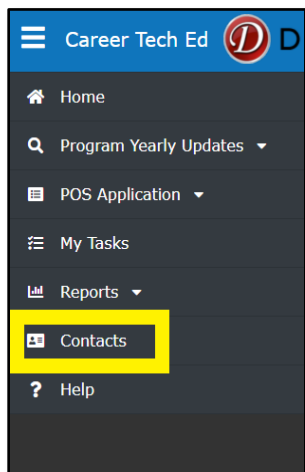 Career Tech Ed D D
Home
Program Yearly Updates
POS Application
My Tasks
Reports
Contacts
Help